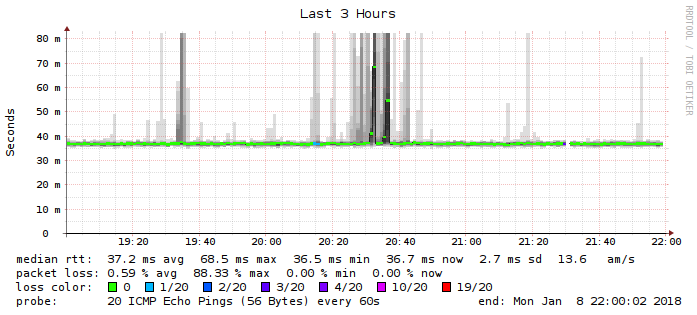 Last 3 Hours
RRDTOOL / TOBI OETIKER
Seconds
80 m
70 m
60 m
50 m
40 m
30 m
20 m
10 m
0
19:20 19:40 20:00 20:20 20:40 21:00 21:20 21:40 22:00
median rtt: 37.2 ms avg 68.5 ms max 36.5 ms min 36.7 ms now 2.7 ms sd 13.6 am/s
packet loss: 0.59 % avg 88.33 % max 0.00 % min 0.00 % now
loss color: 0 1/20 2/20 3/20 4/20 10/20 19/20
probe: 20 ICMP Echo Pings (56 Bytes) every 60s end: Mon Jan 8 22:00:02 2018